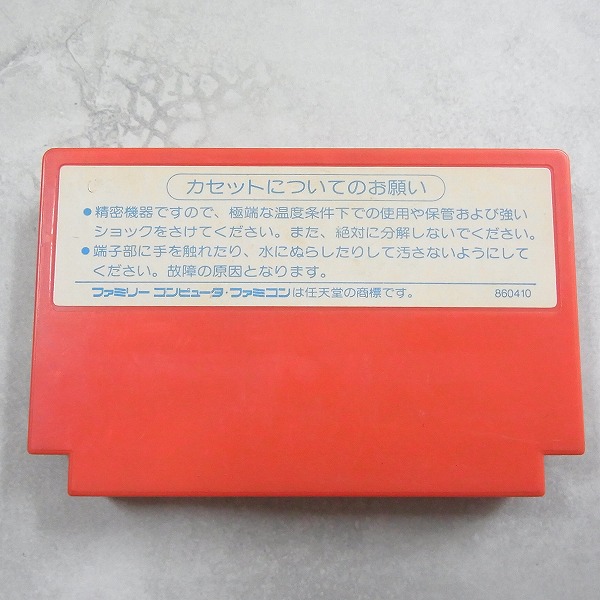 カセットについてのお願い
●精密機器ですので、極端な温度条件下での使用や保管および強い
ショックをさけてください。また、絶対に分解しないでください。
●端子部に手を触れたり、水にぬらしたりして汚さないようにして
ください。故障の原因となります。
ファミリーコンピュータ・ファミコンは任天堂の商標です。 860410